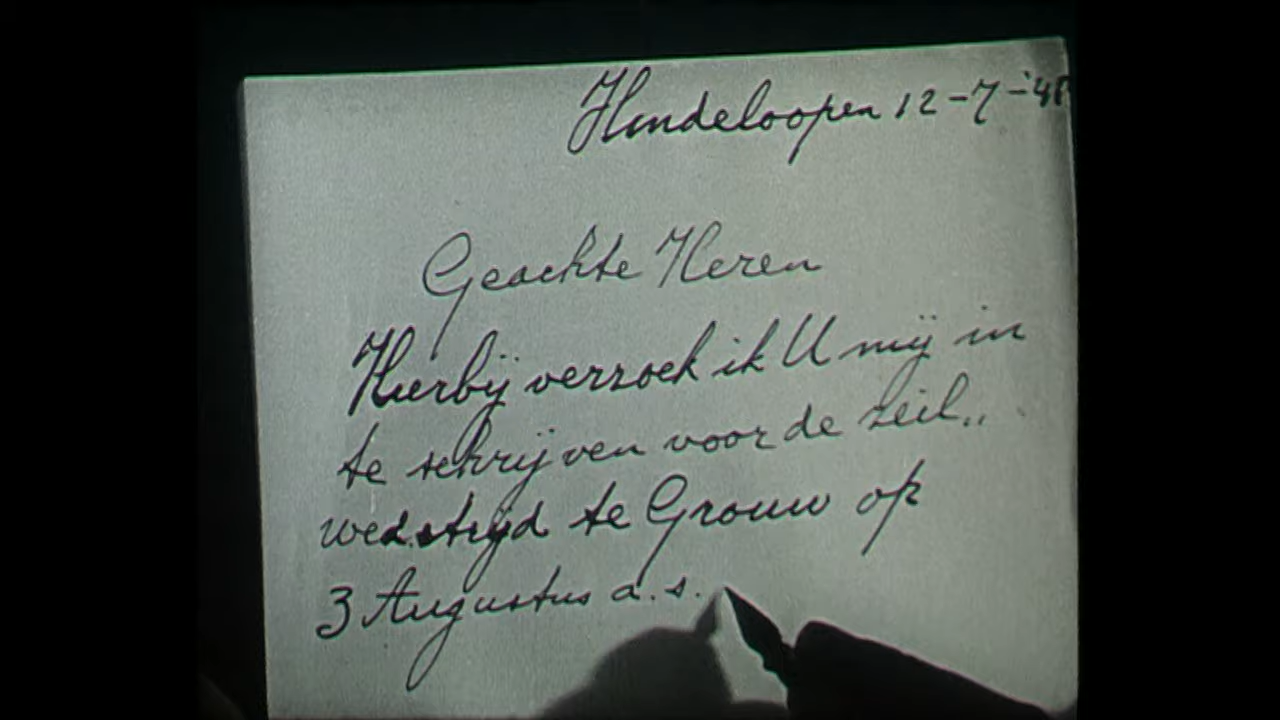 Hindeloopen 12-7-'48
Geachte Heren
Hierbij verzoek ik U mij in
te schrijven voor de zeil..
wedstrijd te Grouw op
3 Augustus a.s.